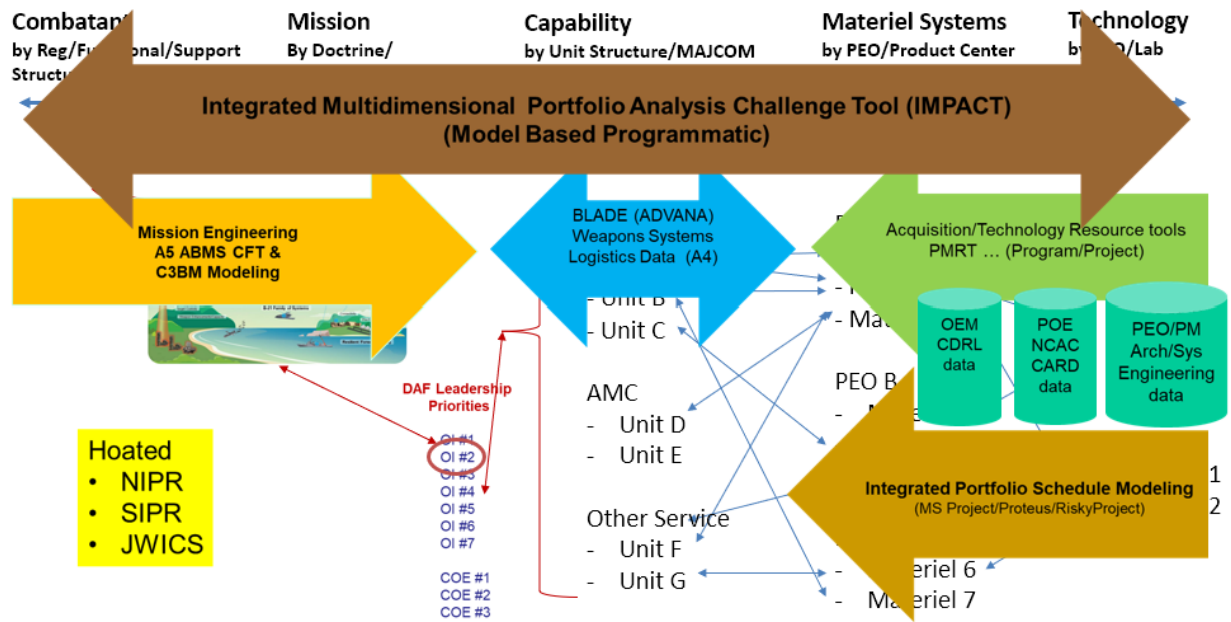 Combatant
by Reg/Functional/Support
Structure
Mission
By Doctrine/
Capability
by Unit Structure/MAJCOM
Materiel Systems
by PEO/Product Center
Technology
by /Lab
Integrated Multidimensional Portfolio Analysis Challenge Tool (IMPACT)
(Model Based Programmatic)
Mission Engineering
A5 ABMS CFT &
C3BM Modeling
BLADE (ADVANA)
Weapons Systems
Logistics Data (A4)
Acquisition/Technology Resource tools
PMRT … (Program/Project)
OEM
CDRL
data
POE
NCAC
CARD
data
PEO/PM
Arch/Sys
Engineering
data
- Unit B
- Unit C
- Mat
DAF Leadership
Priorities
OI #1
OI #2
OI #3
OI #4
OI #5
OI #6
OI #7
COE #1
COE #2
COE #3
AMC
- Unit D
- Unit E
Other Service
- Unit F
- Unit G
PEO B
Integrated Portfolio Schedule Modeling
(MS Project/Proteus/RiskyProject)
1
2
- eriel 6
- Materiel 7
Hoated
• NIPR
• SIPR
• JWICS